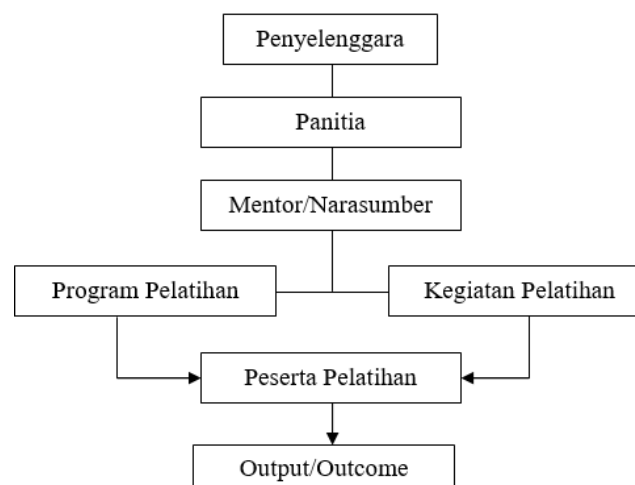 Penyelenggara
Panitia
Mentor/Narasumber
Program Pelatihan
Kegiatan Pelatihan
Peserta Pelatihan
Output/Outcome